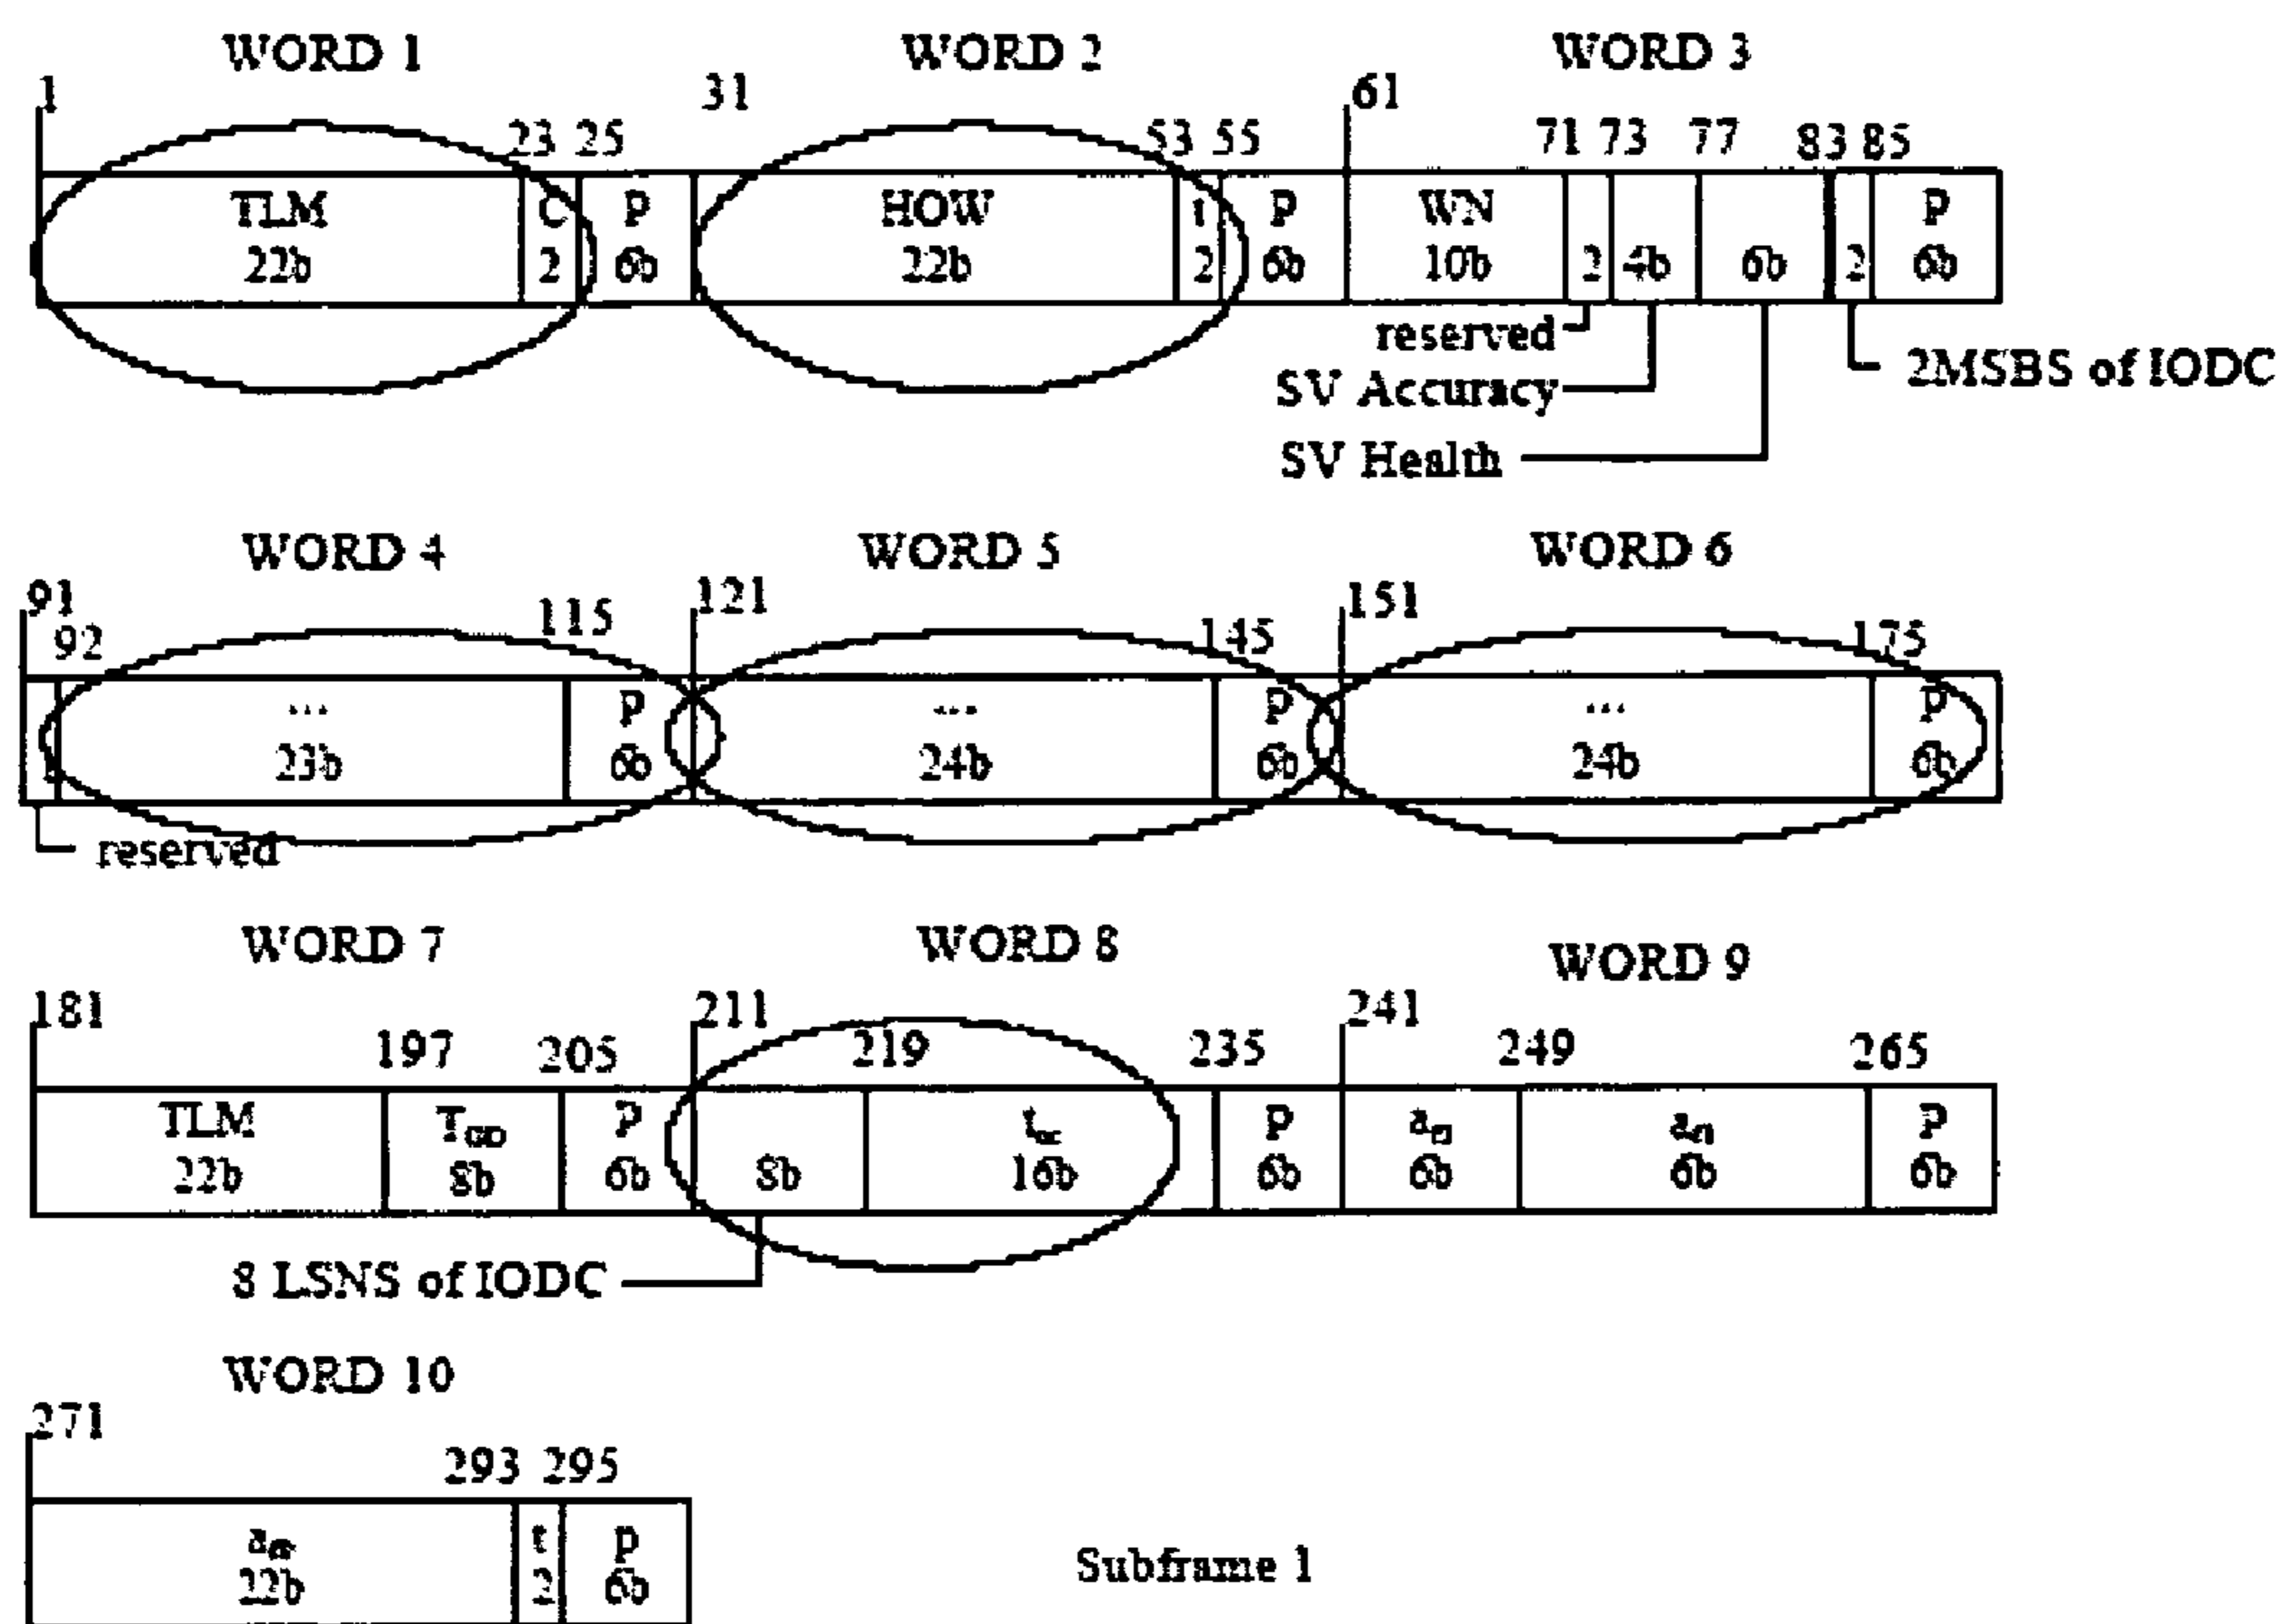 WORD 1 WORD 2 WORD 3
1 31 61
23 25 53 55 71 73 77 83 85
TLM C P HOW t P WN P
22b 2 6b 22b 2 6b 10b 2 4b 6b 2 6b
reserved
SV Accuracy
2MSBS of IODC
SV Health
WORD 4 WORD 5 WORD 6
91 121 151
92 115 145 175
... P ... P ... P
23b 6b 24b 6b 24b 6b
reserved
WORD 7 WORD 8 WORD 9
181 211 241
197 205 219 235 249 265
TLM P P P
22b 8b 6b 8b 16b 6b 6b 6b 6b
8 LSNS of IODC
WORD 10
271
293 295
t P
22b 2 6b
Subframe 1